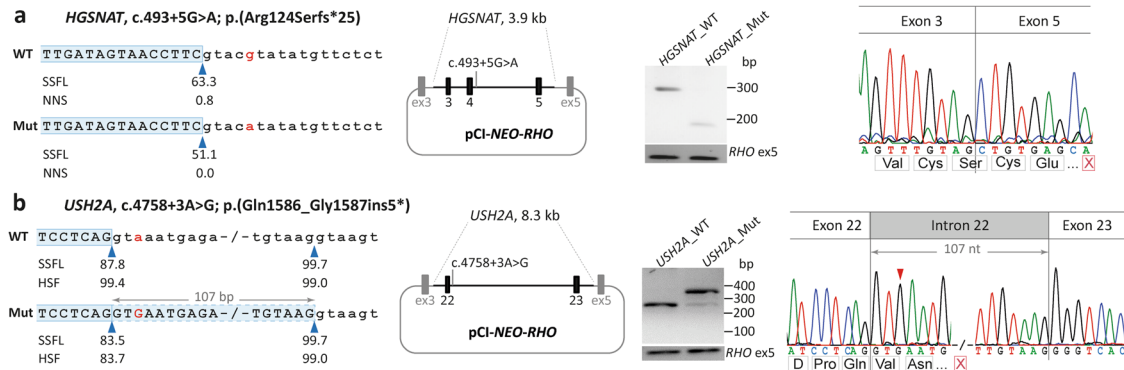 a
HGSNAT, c.493+5G>A; p.(Arg124Serfs*25)
WT TTGATAGTAACCTTCgtacgtatatgttctct
SSFL 63.3
NNS 0.8
Mut TTGATAGTAACCTTCgtacatatatgttctct
SSFL 51.1
NNS 0.0
HGSNAT, 3.9 kb
c.493+5G>A
ex3 3 4 5 ex5
pCI-NEO-RHO
HGSNAT_WT
HGSNAT_Mut
bp
300
200
RHO ex5
Exon 3 Exon 5
AGTTTGTAGCTGTGAGCA
Val Cys Ser Cys Glu ... X
b
USH2A, c.4758+3A>G; p.(Gln1586_Gly1587ins5*)
WT TCCTCAGgtaaatgaga-/-tgtaaggtaagt
SSFL 87.8 99.7
HSF 99.4 99.0
107 bp
Mut TCCTCAGGTGAATGAGA-/-TGTAAGgtaagt
SSFL 83.5 99.7
HSF 83.7 99.0
USH2A, 8.3 kb
c.4758+3A>G
ex3 22 23 ex5
pCI-NEO-RHO
USH2A_WT
USH2A_Mut
bp
400
300
200
100
RHO ex5
Exon 22 Intron 22 Exon 23
107 nt
ATCCTCAGGTGAATG / TTGTAAGGGGTCAC
D Pro Gln Val Asn ... X